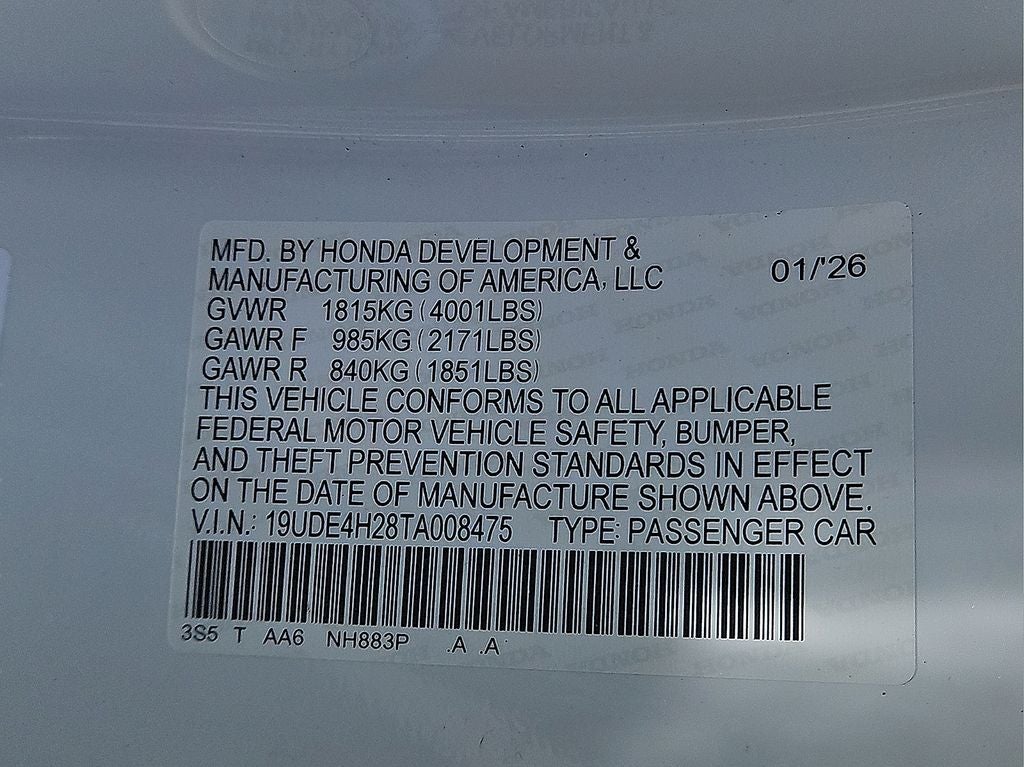 MFD. BY HONDA DEVELOPMENT &
MANUFACTURING OF AMERICA, LLC 01/'26
GVWR 1815KG (4001LBS)
GAWR F 985KG (2171LBS)
GAWR R 840KG (1851LBS)
THIS VEHICLE CONFORMS TO ALL APPLICABLE
FEDERAL MOTOR VEHICLE SAFETY, BUMPER,
AND THEFT PREVENTION STANDARDS IN EFFECT
ON THE DATE OF MANUFACTURE SHOWN ABOVE.
V.I.N.: 19UDE4H28TA008475 TYPE: PASSENGER CAR
3S5 T AA6 NH883P .A .A